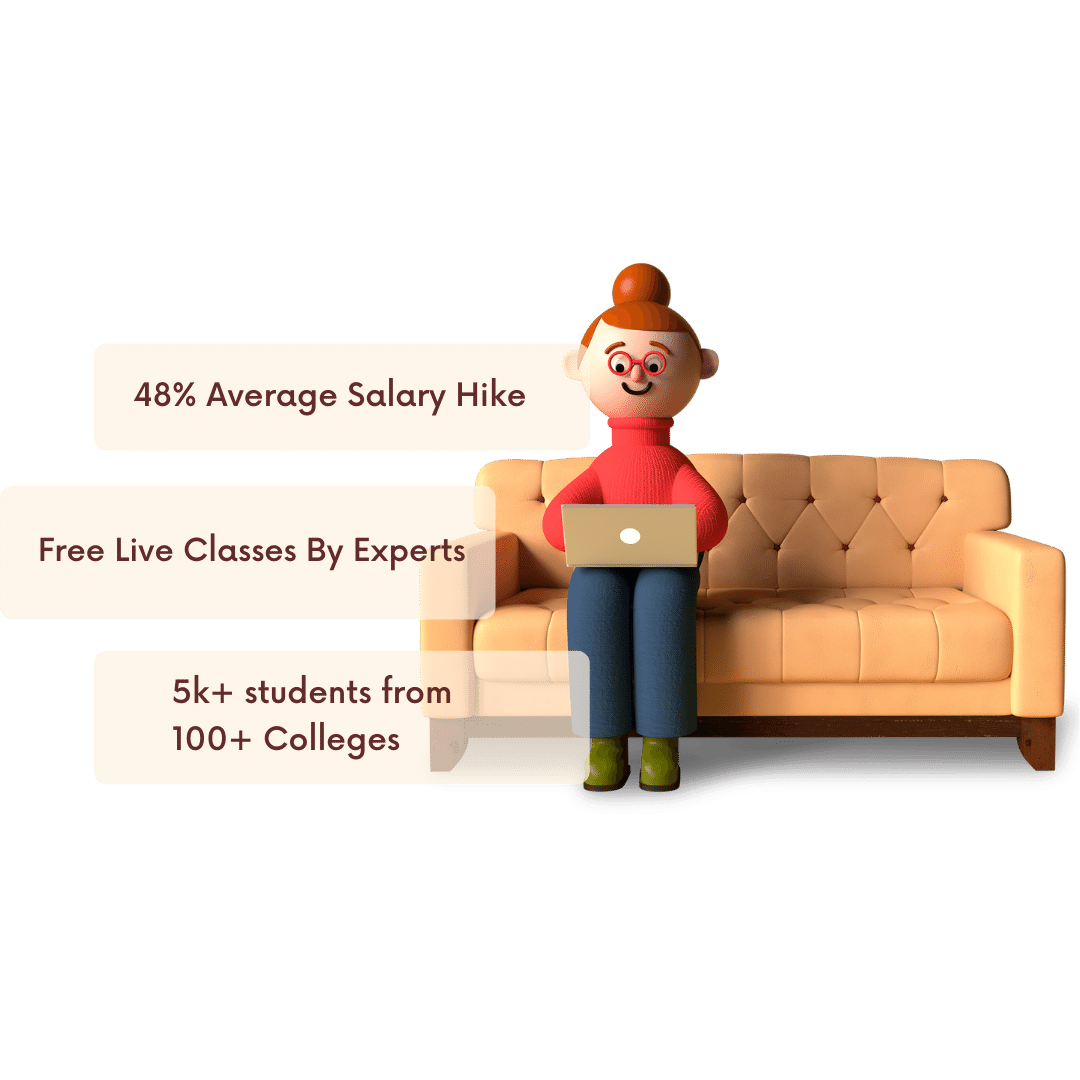 48% Average Salary Hike
Free Live Classes By Experts
5k+ students from
100+ Colleges